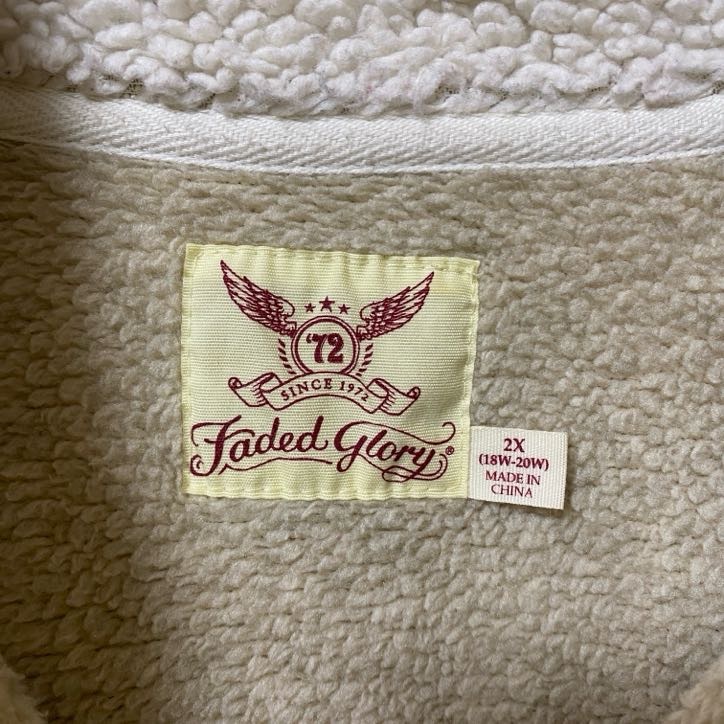 '72
SINCE 1972
Faded Glory®
2X
(18W-20W)
MADE IN
CHINA